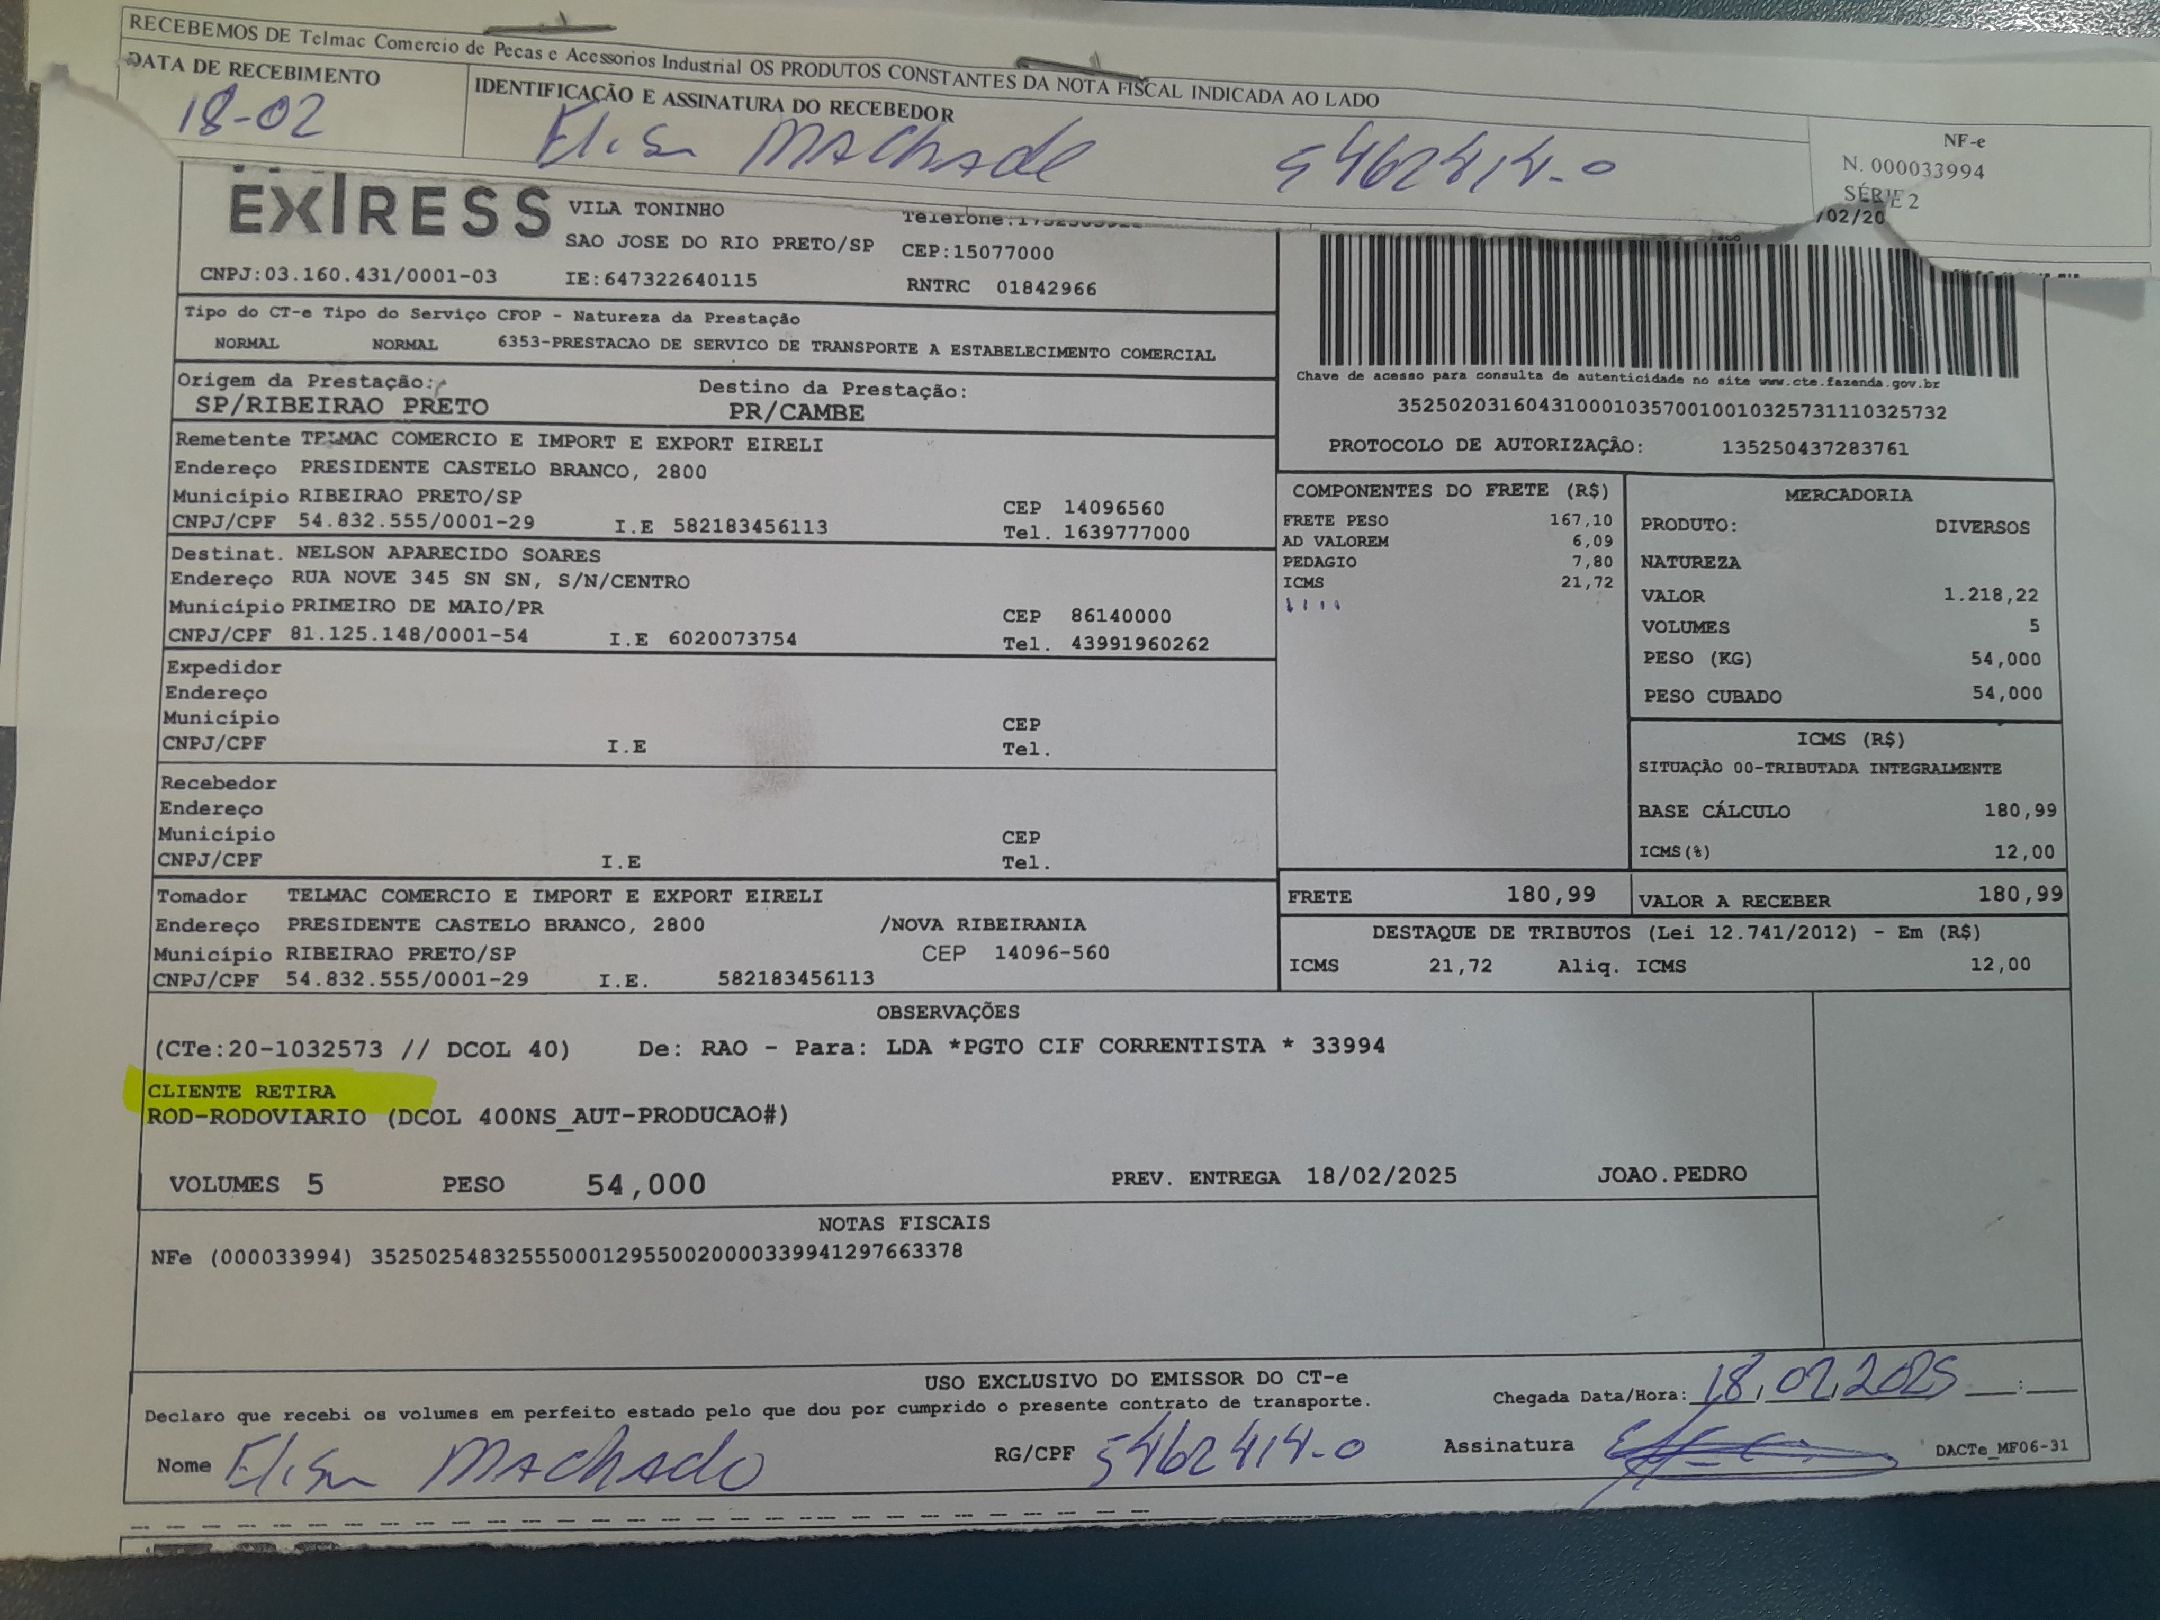 RECEBEMOS DE Telmac Comercio de Pecas e Acessorios Industrial OS PRODUTOS CONSTANTES DA NOTA FISCAL INDICADA AO LADO
DATA DE RECEBIMENTO
18-02
IDENTIFICAÇÃO E ASSINATURA DO RECEBEDOR
Machado 5462414-0
NF-e
N. 000033994
SÉRIE 2
/02/20
EXIRESS
VILA TONINHO
SAO JOSE DO RIO PRETO/SP CEP:15077000
CNPJ:03.160.431/0001-03 IE:647322640115 RNTRC 01842966
Tipo do CT-e Tipo do Serviço CFOP - Natureza da Prestação
NORMAL NORMAL 6353-PRESTACAO DE SERVICO DE TRANSPORTE A ESTABELECIMENTO COMERCIAL
Origem da Prestação: Destino da Prestação:
SP/RIBEIRAO PRETO PR/CAMBE
Chave de acesso para consulta de autenticidade no site www.cte.fazenda.gov.br
35250203160431000103570010010325731110325732
PROTOCOLO DE AUTORIZAÇÃO: 135250437283761
Remetente TELMAC COMERCIO E IMPORT E EXPORT EIRELI
Endereço PRESIDENTE CASTELO BRANCO, 2800
Município RIBEIRAO PRETO/SP CEP 14096560
CNPJ/CPF 54.832.555/0001-29 I.E 582183456113 Tel. 1639777000
Destinat. NELSON APARECIDO SOARES
Endereço RUA NOVE 345 SN SN, S/N/CENTRO
Município PRIMEIRO DE MAIO/PR CEP 86140000
CNPJ/CPF 81.125.148/0001-54 I.E 6020073754 Tel. 43991960262
Expedidor
Endereço
Município CEP
CNPJ/CPF I.E Tel.
Recebedor
Endereço
Município CEP
CNPJ/CPF I.E Tel.
Tomador TELMAC COMERCIO E IMPORT E EXPORT EIRELI
Endereço PRESIDENTE CASTELO BRANCO, 2800 /NOVA RIBEIRANIA
Município RIBEIRAO PRETO/SP CEP 14096-560
CNPJ/CPF 54.832.555/0001-29 I.E. 582183456113
COMPONENTES DO FRETE (R$)
FRETE PESO 167,10
AD VALOREM 6,09
PEDAGIO 7,80
ICMS 21,72
MERCADORIA
PRODUTO: DIVERSOS
NATUREZA
VALOR 1.218,22
VOLUMES 5
PESO (KG) 54,000
PESO CUBADO 54,000
ICMS (R$)
SITUAÇÃO 00-TRIBUTADA INTEGRALMENTE
BASE CÁLCULO 180,99
ICMS(%) 12,00
FRETE 180,99 VALOR A RECEBER 180,99
DESTAQUE DE TRIBUTOS (Lei 12.741/2012) - Em (R$)
ICMS 21,72 Aliq. ICMS 12,00
OBSERVAÇÕES
(CTe:20-1032573 // DCOL 40) De: RAO - Para: LDA *PGTO CIF CORRENTISTA * 33994
CLIENTE RETIRA
ROD-RODOVIARIO (DCOL 400NS_AUT-PRODUCAO#)
VOLUMES 5 PESO 54,000 PREV. ENTREGA 18/02/2025 JOAO.PEDRO
NOTAS FISCAIS
NFe (000033994) 35250254832555000129550020000339941297663378
USO EXCLUSIVO DO EMISSOR DO CT-e
Chegada Data/Hora: 18,02,2025 __:__
Declaro que recebi os volumes em perfeito estado pelo que dou por cumprido o presente contrato de transporte.
Nome Machado RG/CPF 5462414-0 Assinatura
DACTe_MF06-31